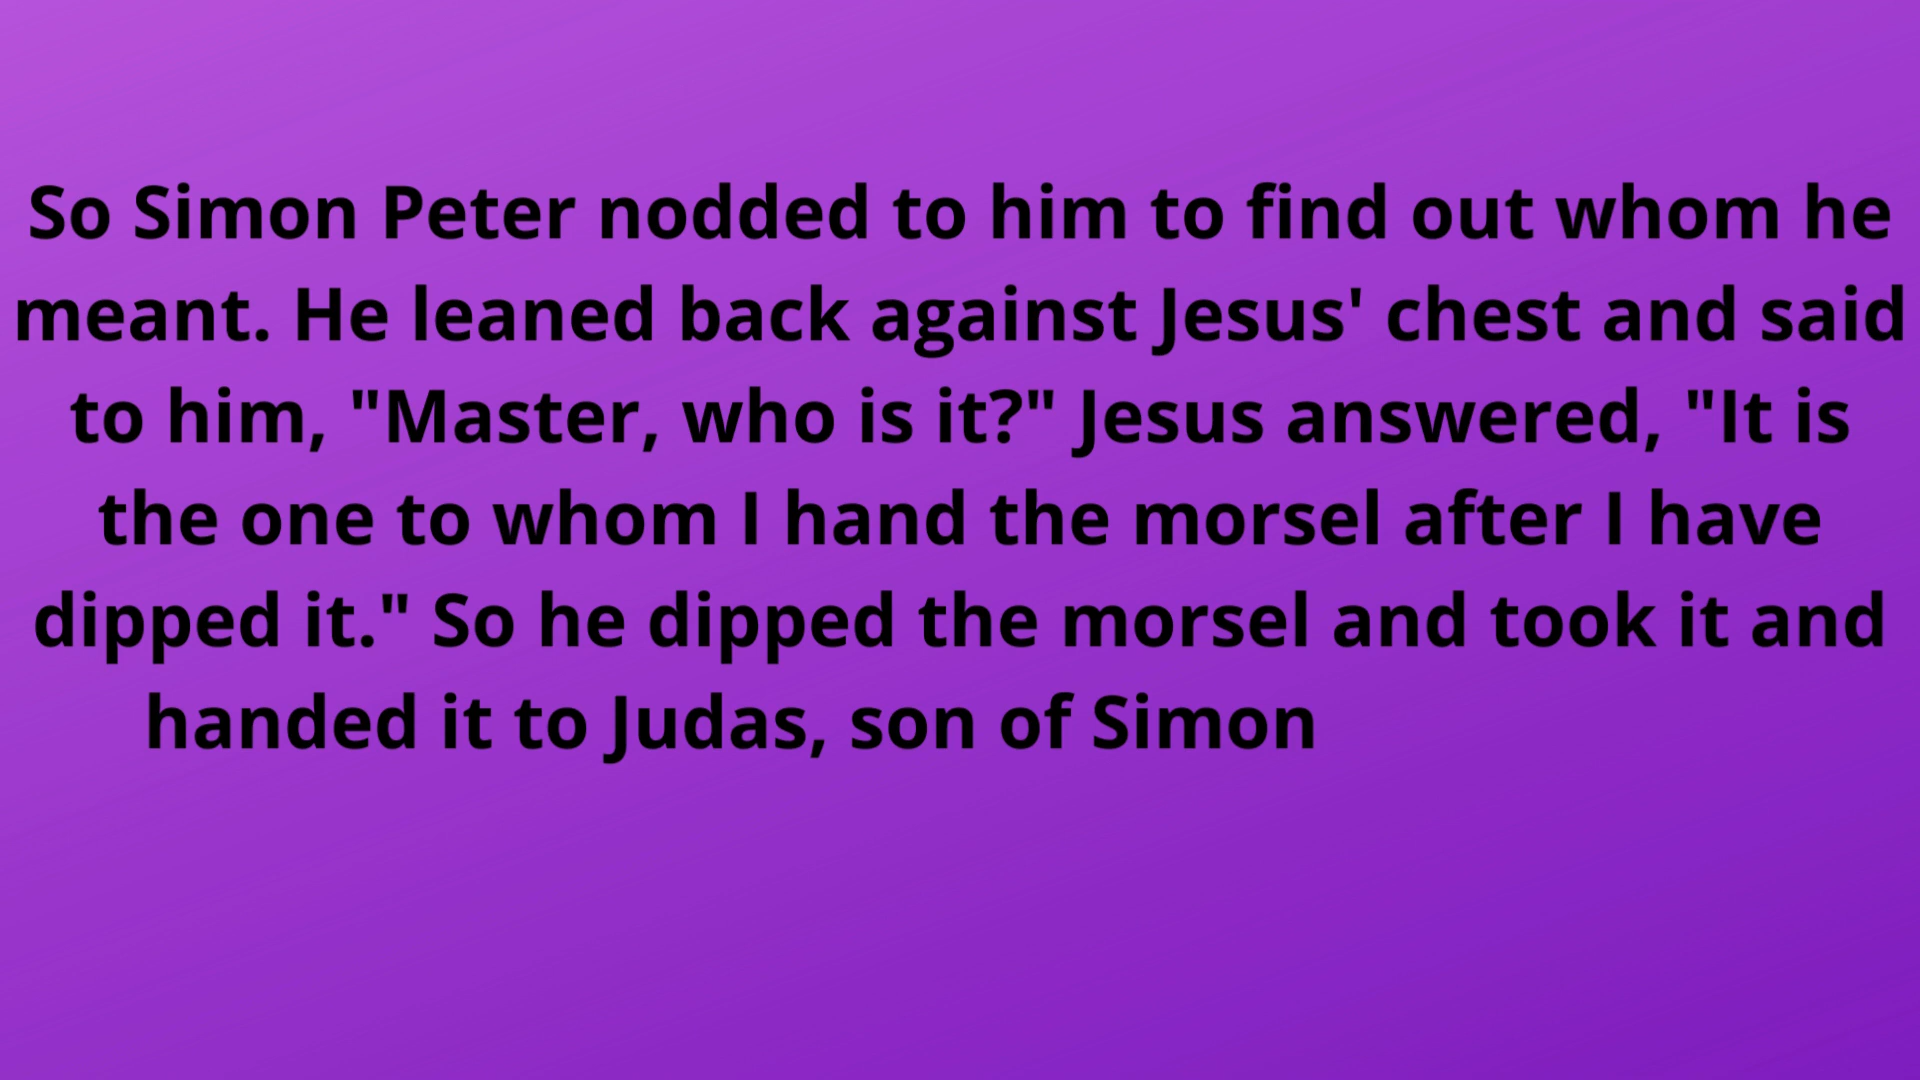 So Simon Peter nodded to him to find out whom he
meant. He leaned back against Jesus' chest and said
to him, "Master, who is it?" Jesus answered, "It is
the one to whom I hand the morsel after I have
dipped it." So he dipped the morsel and took it and
handed it to Judas, son of Simon